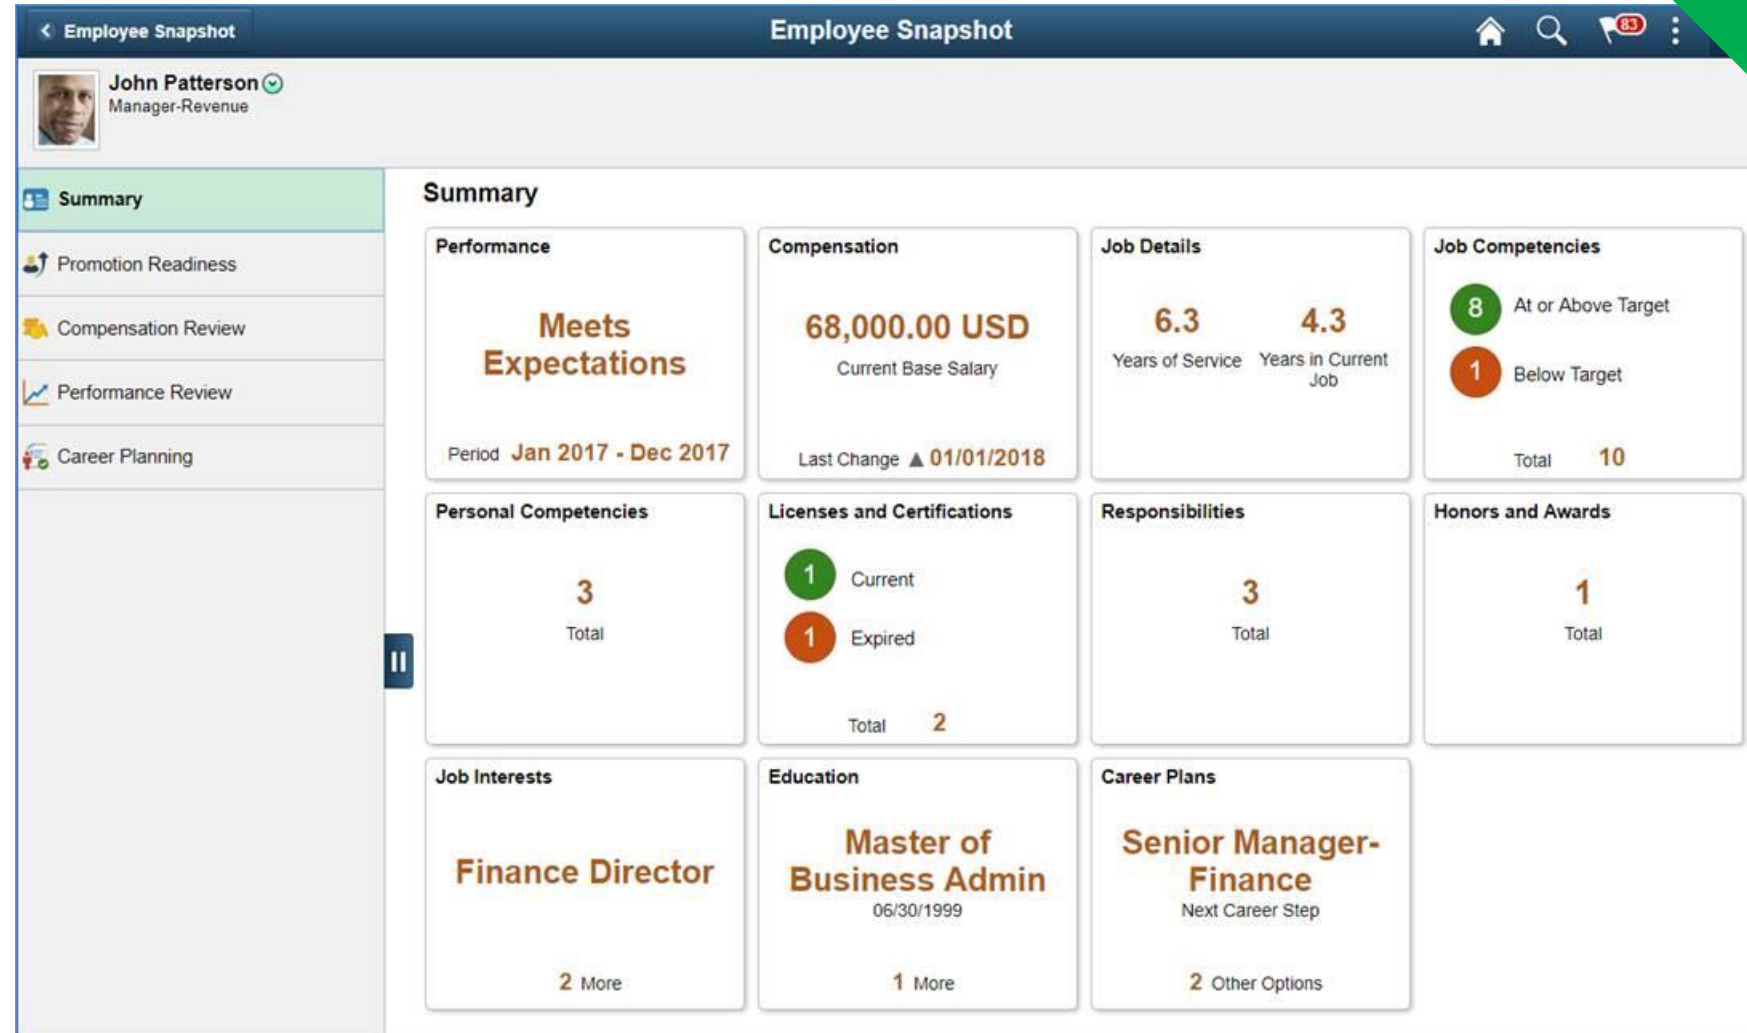 Employee Snapshot
Employee Snapshot
83
John Patterson
Manager-Revenue
Summary
Promotion Readiness
Compensation Review
Performance Review
Career Planning
Summary
Performance
Meets
Expectations
Period Jan 2017 - Dec 2017
Compensation
68,000.00 USD
Current Base Salary
Last Change ▲ 01/01/2018
Job Details
6.3
Years of Service
4.3
Years in Current
Job
Job Competencies
8 At or Above Target
1 Below Target
Total 10
Personal Competencies
3
Total
Licenses and Certifications
1 Current
1 Expired
Total 2
Responsibilities
3
Total
Honors and Awards
1
Total
Job Interests
Finance Director
2 More
Education
Master of
Business Admin
06/30/1999
1 More
Career Plans
Senior Manager-
Finance
Next Career Step
2 Other Options